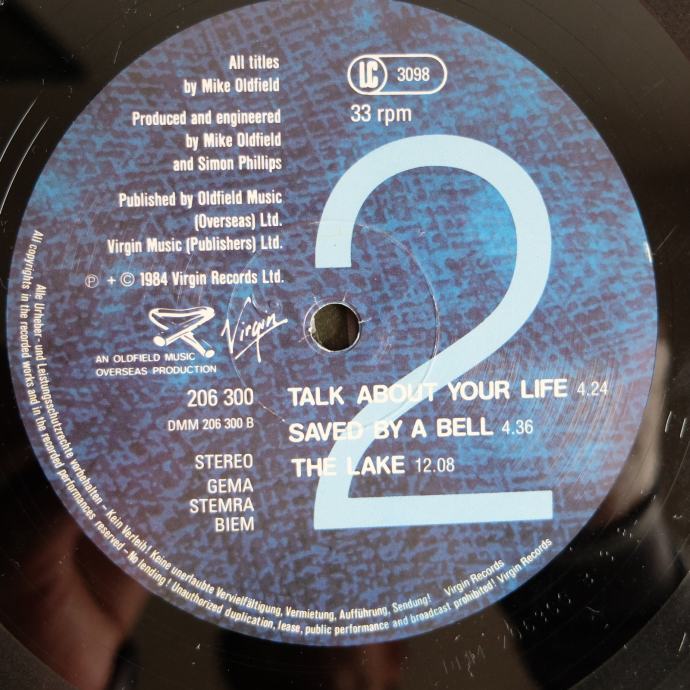 All titles
by Mike Oldfield
Produced and engineered
by Mike Oldfield
and Simon Phillips
Published by Oldfield Music
(Overseas) Ltd.
Virgin Music (Publishers) Ltd.
℗ + © 1984 Virgin Records Ltd.
AN OLDFIELD MUSIC
OVERSEAS PRODUCTION
Virgin
206 300
DMM 206 300 B
STEREO
GEMA
STEMRA
BIEM
LC 3098
33 rpm
2
TALK ABOUT YOUR LIFE 4.24
SAVED BY A BELL 4.36
THE LAKE 12.08
Alle Urheber- und Leistungsschutzrechte vorbehalten – Kein Verleih! Keine unerlaubte Vervielfältigung, Vermietung, Aufführung, Sendung! Virgin Records
All copyrights in the recorded works and in the recorded performances reserved – No lending! Unauthorized duplication, lease, public performance and broadcast prohibited! Virgin Records